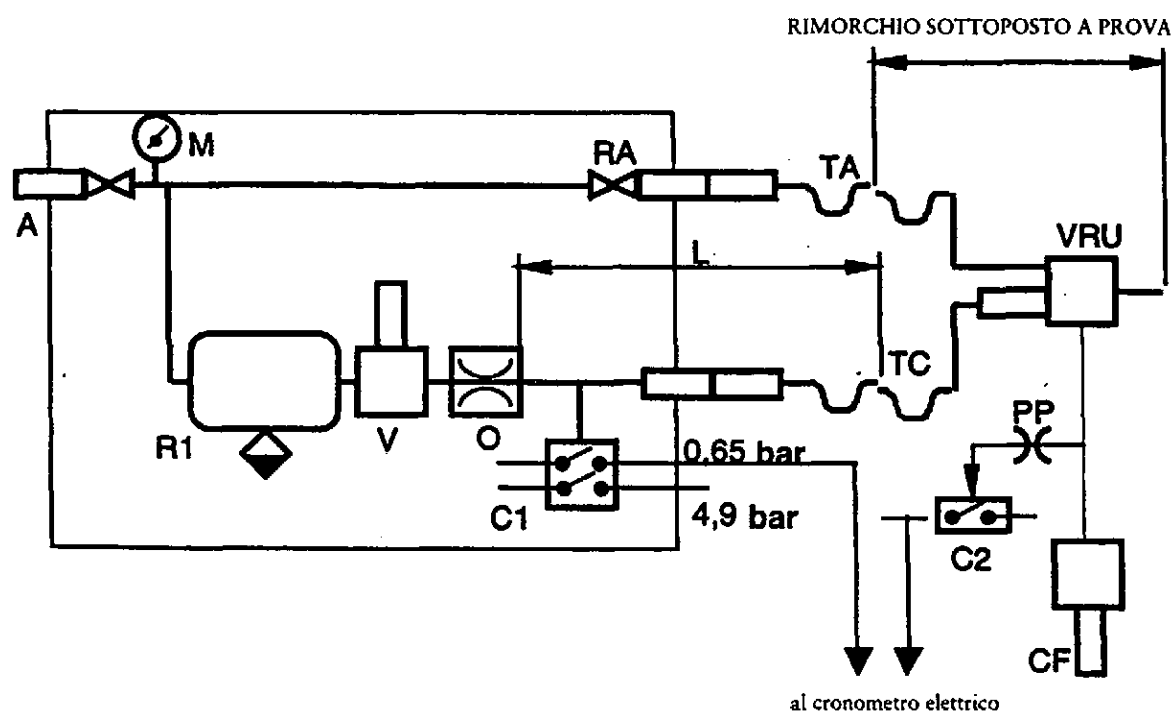 RIMORCHIO SOTTOPOSTO A PROVA
M
RA
TA
A
VRU
L
TC
R1
V
O
PP
0,65 bar
C1
4,9 bar
C2
CF
al cronometro elettrico